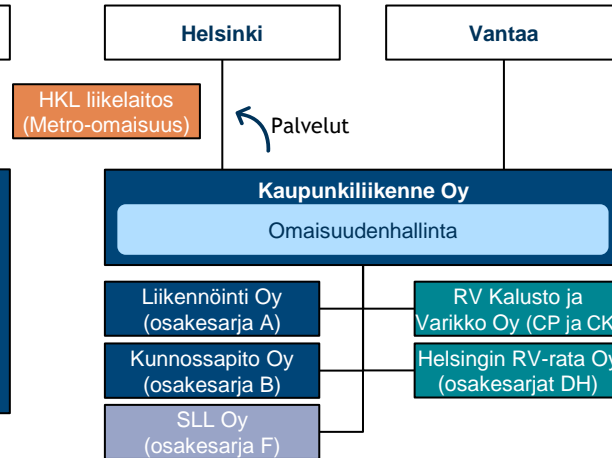 Helsinki
Vantaa
HKL liikelaitos
(Metro-omaisuus)
Palvelut
Kaupunkiliikenne Oy
Omaisuudenhallinta
Liikennöinti Oy
(osakesarja A)
RV Kalusto ja
Varikko Oy (CP ja CK
Kunnossapito Oy
(osakesarja B)
Helsingin RV-rata Oy
(osakesarjat DH)
SLL Oy
(osakesarja F)